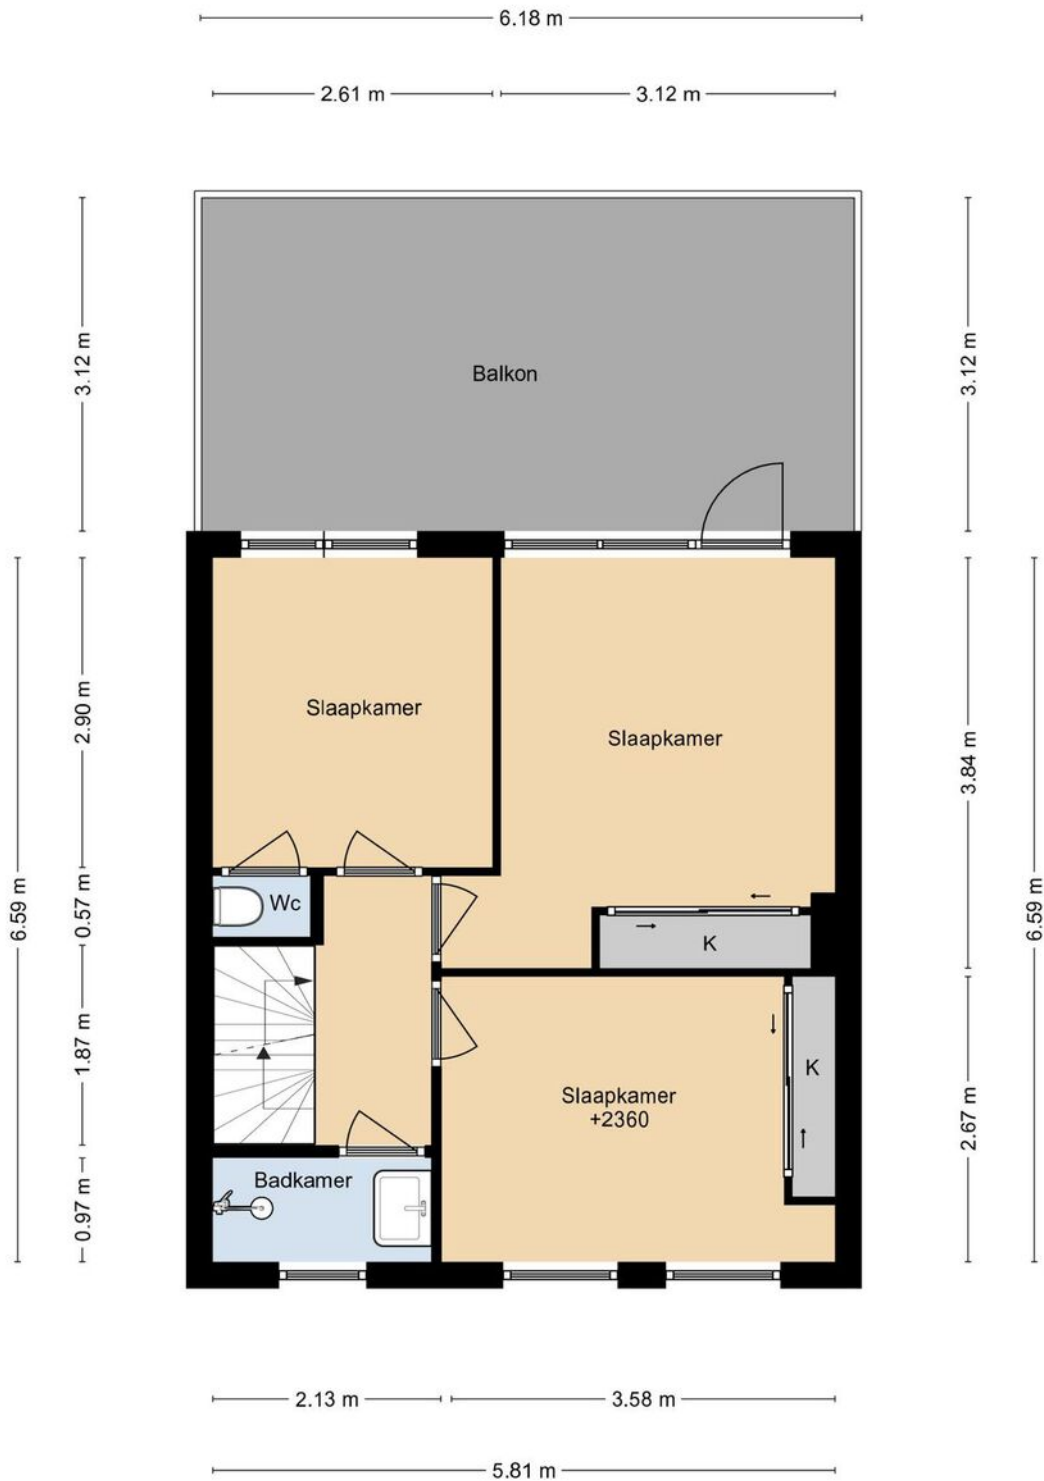 6.18 m
2.61 m
3.12 m
3.12 m
3.12 m
Balkon
2.90 m
Slaapkamer
Slaapkamer
3.84 m
0.57 m
Wc
6.59 m
6.59 m
K
1.87 m
K
Slaapkamer
+2360
2.67 m
Badkamer
0.97 m
2.13 m
3.58 m
5.81 m